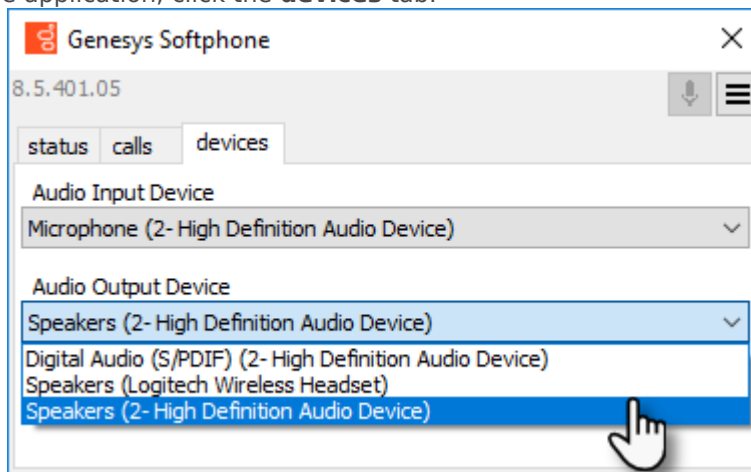 application, click the devices tab.
Genesys Softphone
8.5.401.05
status calls devices
Audio Input Device
Microphone (2- High Definition Audio Device)
Audio Output Device
Speakers (2- High Definition Audio Device)
Digital Audio (S/PDIF) (2- High Definition Audio Device)
Speakers (Logitech Wireless Headset)
Speakers (2- High Definition Audio Device)